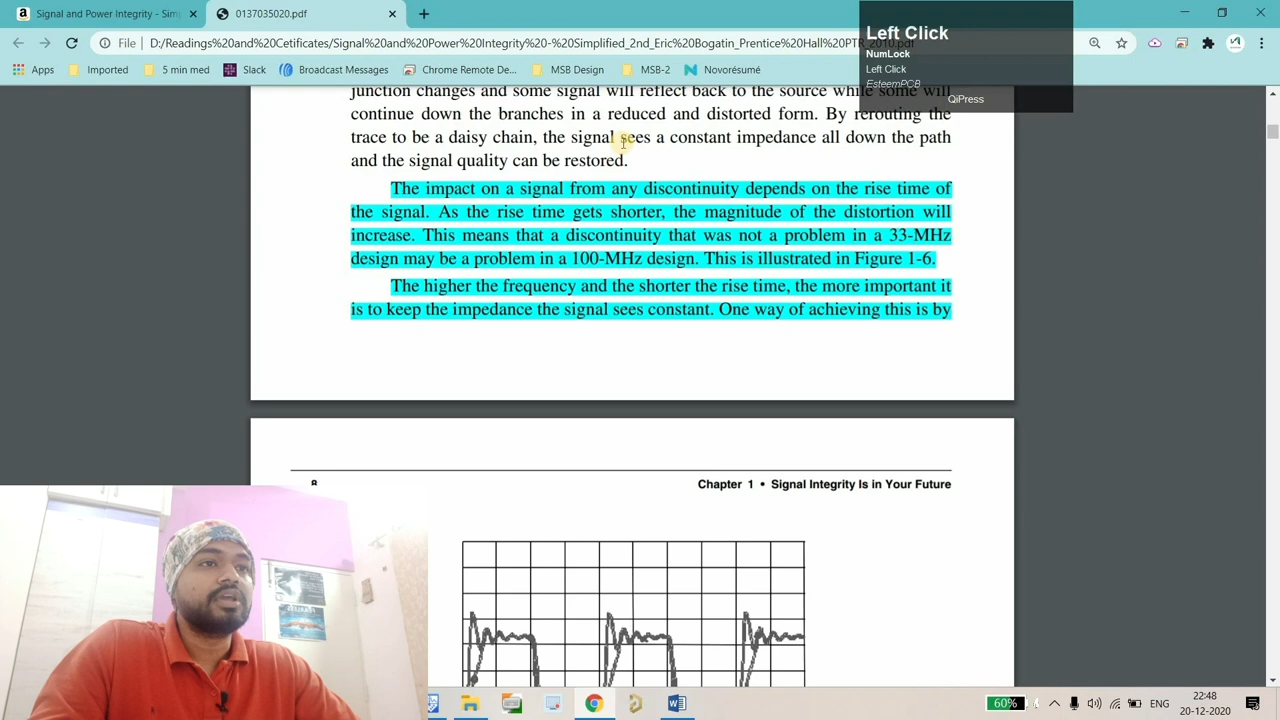 Signal and Power Integrity - Sim
0137035020.pdf
File
D:/Readings%20and%20Cetificates/Signal%20and%20Power%20Integrity%20-%20Simplified_2nd_Eric%20Bogatin_Prentice%20Hall%20PTR_2010.pdf
Left Click
NumLock
Left Click
EsteemPCB
QiPress
Apps Imported 5 min med Slack Broadcast Messages Chrome Remote De... MSB Design MSB-2 Novorésumé
junction changes and some signal will reflect back to the source while some will
continue down the branches in a reduced and distorted form. By rerouting the
trace to be a daisy chain, the signal sees a constant impedance all down the path
and the signal quality can be restored.
The impact on a signal from any discontinuity depends on the rise time of
the signal. As the rise time gets shorter, the magnitude of the distortion will
increase. This means that a discontinuity that was not a problem in a 33-MHz
design may be a problem in a 100-MHz design. This is illustrated in Figure 1-6.
The higher the frequency and the shorter the rise time, the more important it
is to keep the impedance the signal sees constant. One way of achieving this is by
8 Chapter 1 • Signal Integrity Is in Your Future
60%
ENG
22:48
20-12-2020